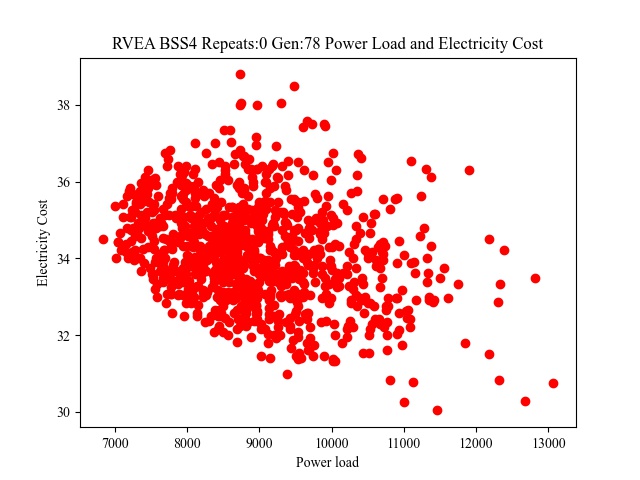 RVEA BSS4 Repeats:0 Gen:78 Power Load and Electricity Cost
38
36
34
32
30
Electricity Cost
7000 8000 9000 10000 11000 12000 13000
Power load